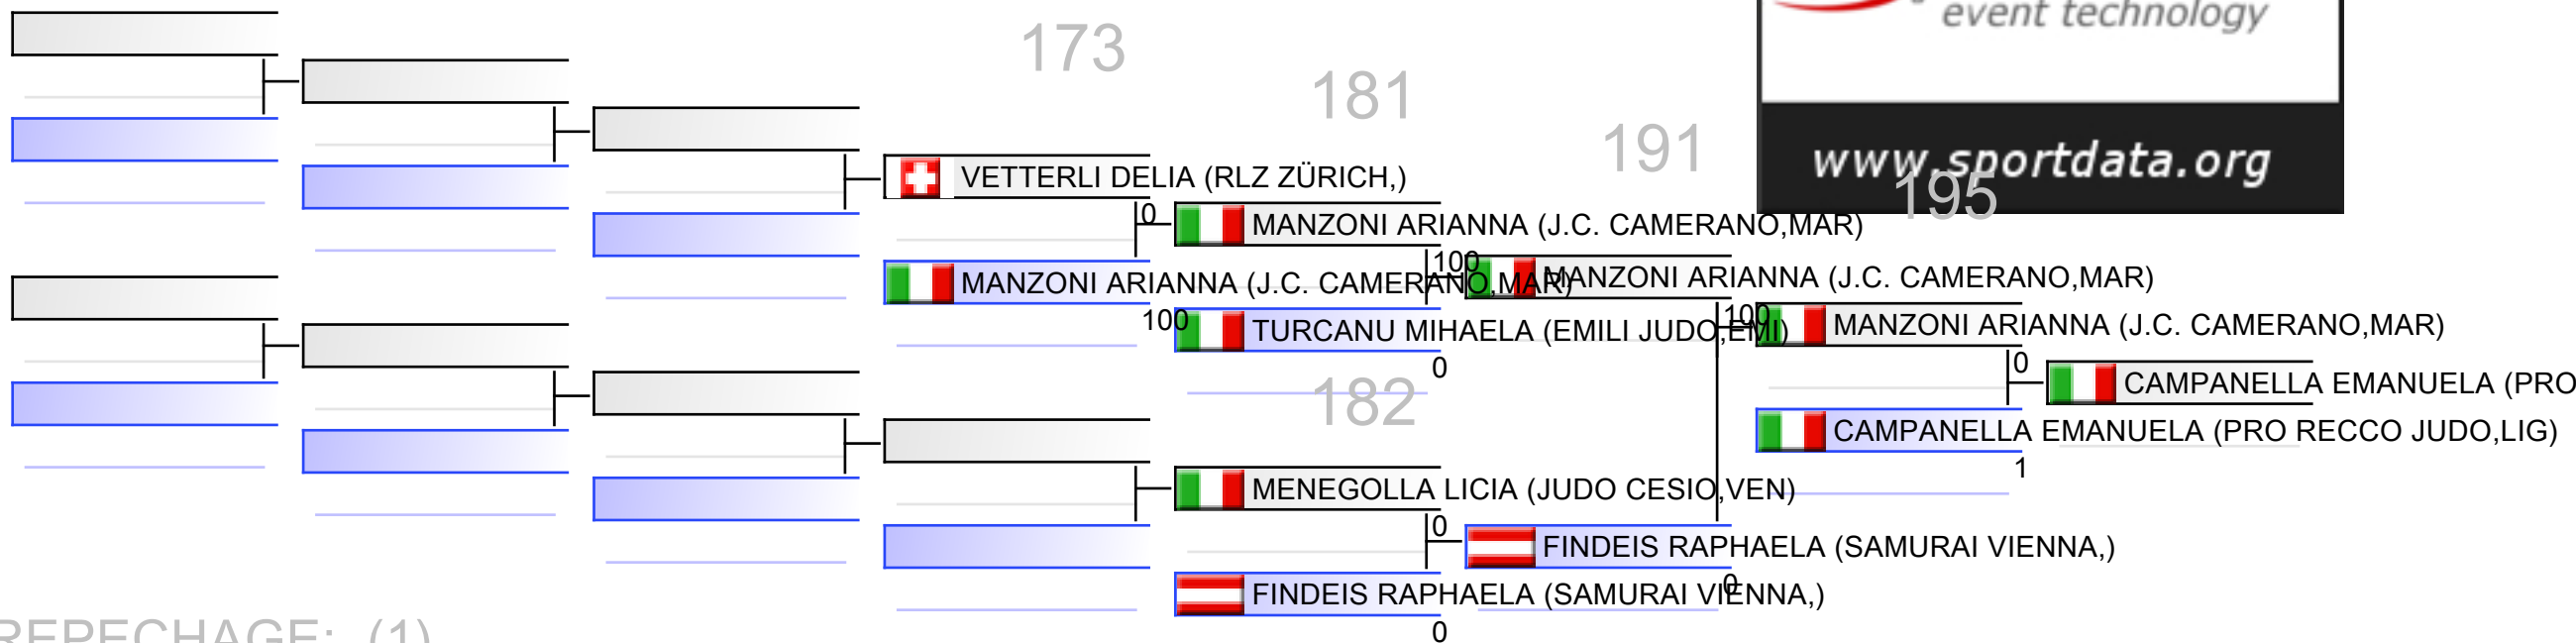 event technology
173
181
191
www.sportdata.org
195
VETTERLI DELIA (RLZ ZÜRICH,)
0
MANZONI ARIANNA (J.C. CAMERANO,MAR)
100
MANZONI ARIANNA (J.C. CAMERANO,MAR)
MANZONI ARIANNA (J.C. CAMERANO,MAR)
100
100
TURCANU MIHAELA (EMILI JUDO,EMI)
MANZONI ARIANNA (J.C. CAMERANO,MAR)
0
0
CAMPANELLA EMANUELA (PRO
182
CAMPANELLA EMANUELA (PRO RECCO JUDO,LIG)
1
MENEGOLLA LICIA (JUDO CESIO,VEN)
0
FINDEIS RAPHAELA (SAMURAI VIENNA,)
0
FINDEIS RAPHAELA (SAMURAI VIENNA,)
0
REPECHAGE: (1)